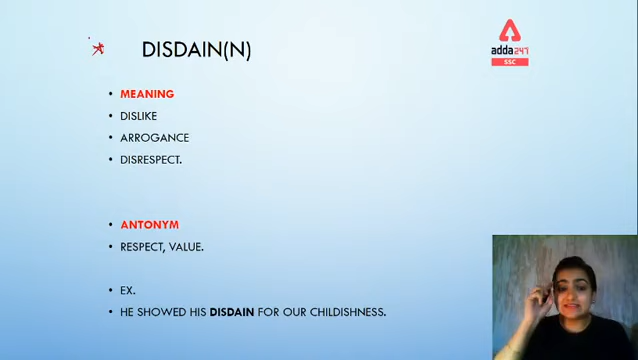 DISDAIN(N)
adda247
SSC
• MEANING
• DISLIKE
• ARROGANCE
• DISRESPECT.
• ANTONYM
• RESPECT, VALUE.
• EX.
• HE SHOWED HIS DISDAIN FOR OUR CHILDISHNESS.